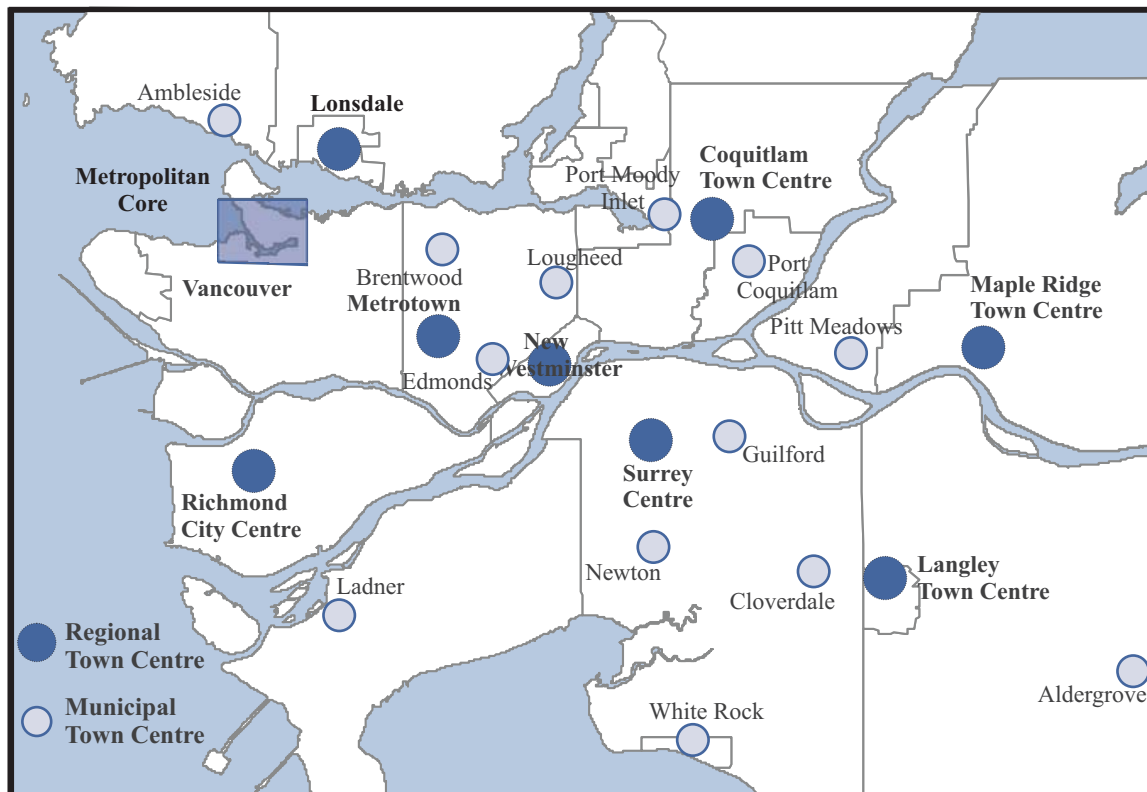 Ambleside
Lonsdale
Metropolitan
Core
Port Moody
Inlet
Coquitlam
Town Centre
Brentwood
Lougheed
Port
Coquitlam
Vancouver
Metrotown
Maple Ridge
Town Centre
Pitt Meadows
New
Westminster
Edmonds
Guilford
Surrey
Centre
Richmond
City Centre
Newton
Cloverdale
Langley
Town Centre
Ladner
Regional
Town Centre
Municipal
Town Centre
White Rock
Aldergrove